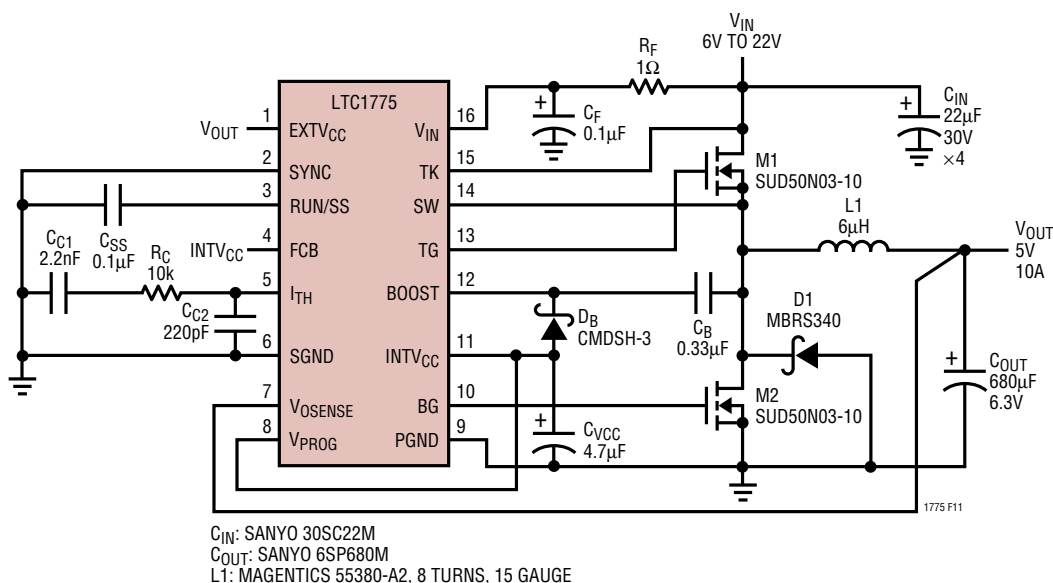 V_IN
6V TO 22V
R_F
1Ω
C_IN
22µF
30V
×4
C_F
0.1µF
LTC1775
1
2
3
4
5
6
7
8
EXTV_CC
SYNC
RUN/SS
FCB
I_TH
SGND
V_OSENSE
V_PROG
V_IN
TK
SW
TG
BOOST
INTV_CC
BG
PGND
16
15
14
13
12
11
10
9
V_OUT
INTV_CC
C_SS
0.1µF
C_C1
2.2nF
R_C
10k
C_C2
220pF
M1
SUD50N03-10
L1
6µH
V_OUT
5V
10A
D_B
CMDSH-3
C_B
0.33µF
D1
MBRS340
M2
SUD50N03-10
C_OUT
680µF
6.3V
C_VCC
4.7µF
+
+
+
+
1775 F11
C_IN: SANYO 30SC22M
C_OUT: SANYO 6SP680M
L1: MAGENTICS 55380-A2, 8 TURNS, 15 GAUGE